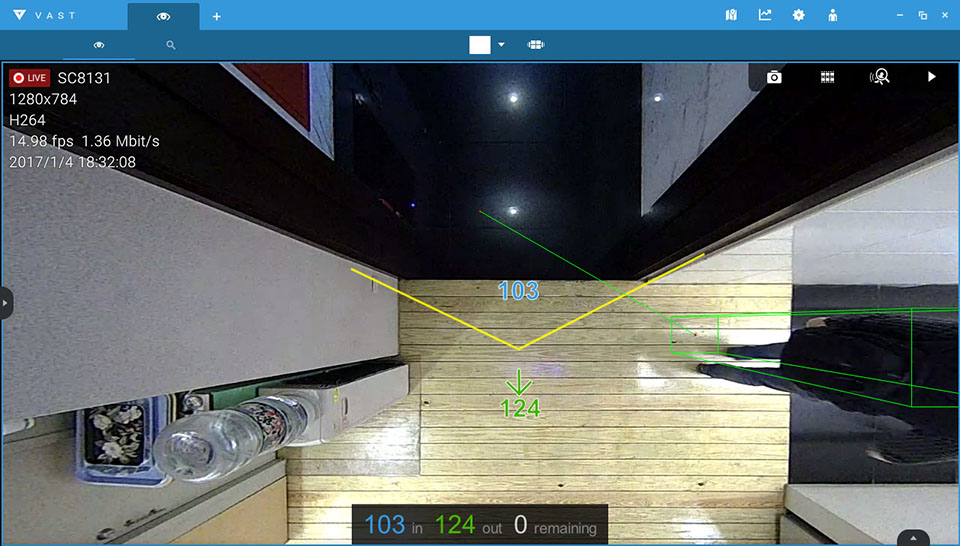 VAST
LIVE SC8131
1280x784
H264
14.98 fps 1.36 Mbit/s
2017/1/4 18:32:08
103
124
103 in 124 out 0 remaining